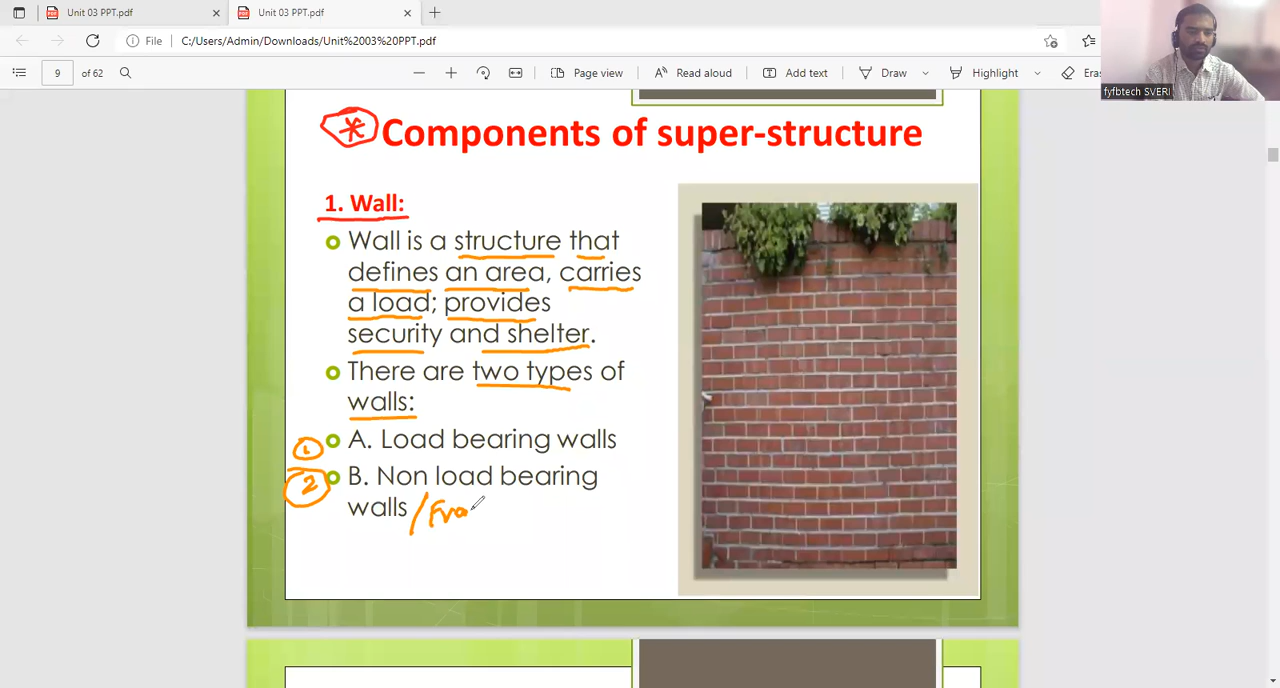 Unit 03 PPT.pdf
Unit 03 PPT.pdf
File
C:/Users/Admin/Downloads/Unit%2003%20PPT.pdf
9 of 62
Page view
Read aloud
Add text
Draw
Highlight
Eras
fyfbtech SVERI
* Components of super-structure
1. Wall:
Wall is a structure that
defines an area, carries
a load; provides
security and shelter.
There are two types of
walls:
1 A. Load bearing walls
2 B. Non load bearing
walls /Fra